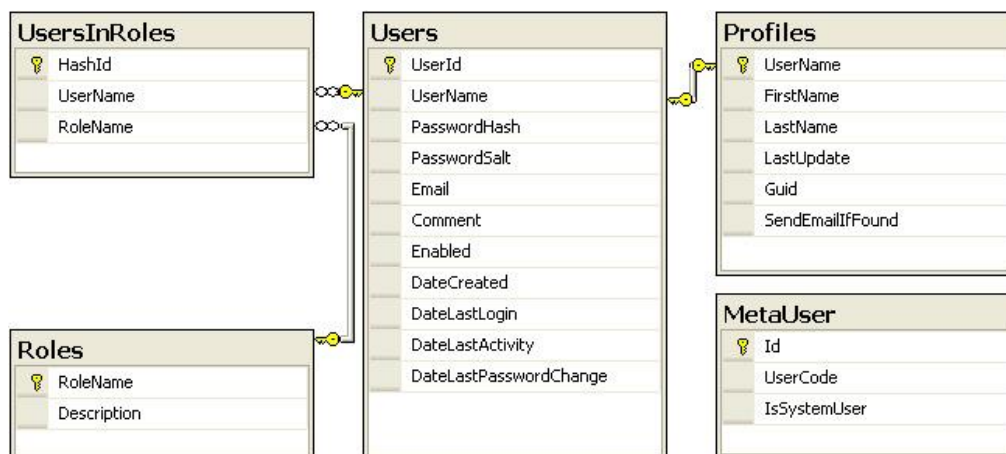 UsersInRoles
HashId
UserName
RoleName
Users
UserId
UserName
PasswordHash
PasswordSalt
Email
Comment
Enabled
DateCreated
DateLastLogin
DateLastActivity
DateLastPasswordChange
Profiles
UserName
FirstName
LastName
LastUpdate
Guid
SendEmailIfFound
Roles
RoleName
Description
MetaUser
Id
UserCode
IsSystemUser